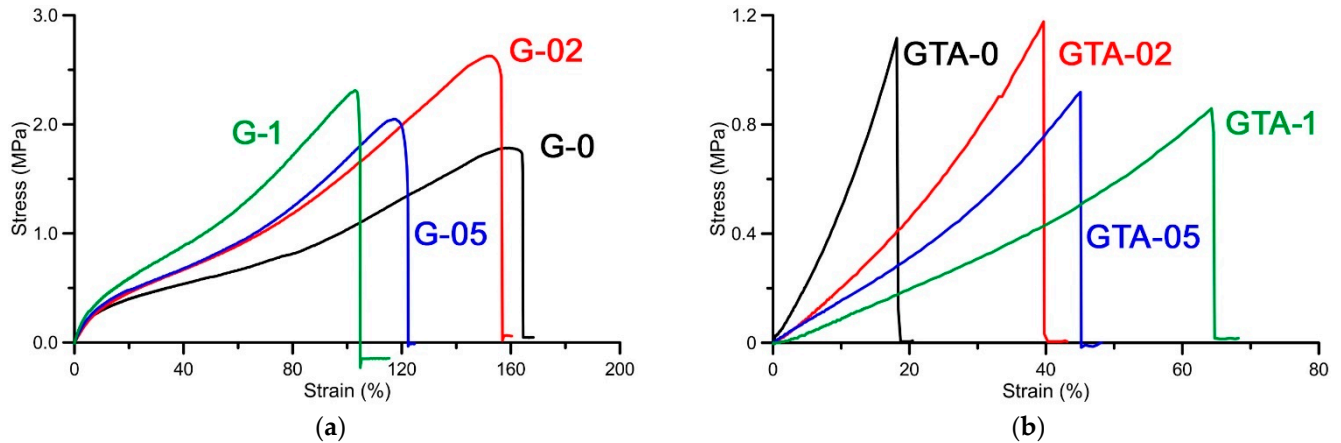 3.0
2.0
1.0
0.0
Stress (MPa)
G-1
G-02
G-0
G-05
0 40 80 120 160 200
Strain (%)
(a)
1.2
0.8
0.4
0
Stress (MPa)
GTA-0
GTA-02
GTA-05
GTA-1
0 20 40 60 80
Strain (%)
(b)